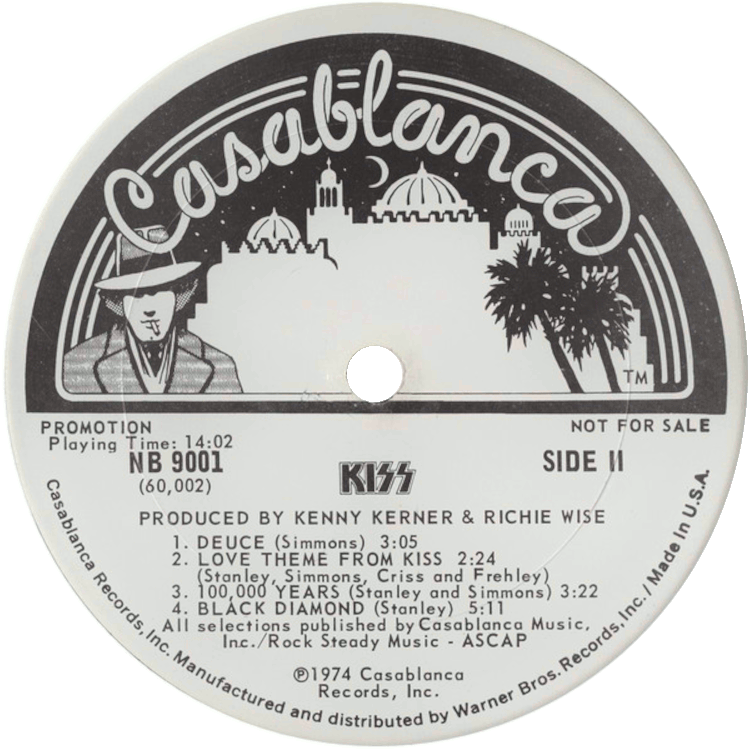 Casablanca
TM
PROMOTION
NOT FOR SALE
Playing Time: 14:02
NB 9001
SIDE II
(60,002)
KISS
PRODUCED BY KENNY KERNER & RICHIE WISE
1. DEUCE (Simmons) 3:05
2. LOVE THEME FROM KISS 2:24
(Stanley, Simmons, Criss and Frehley)
3. 100,000 YEARS (Stanley and Simmons) 3:22
4. BLACK DIAMOND (Stanley) 5:11
All selections published by Casablanca Music,
Inc./Rock Steady Music - ASCAP
℗1974 Casablanca
Records, Inc.
Casablanca Records, Inc. Manufactured and distributed by Warner Bros. Records, Inc./ Made In U.S.A.